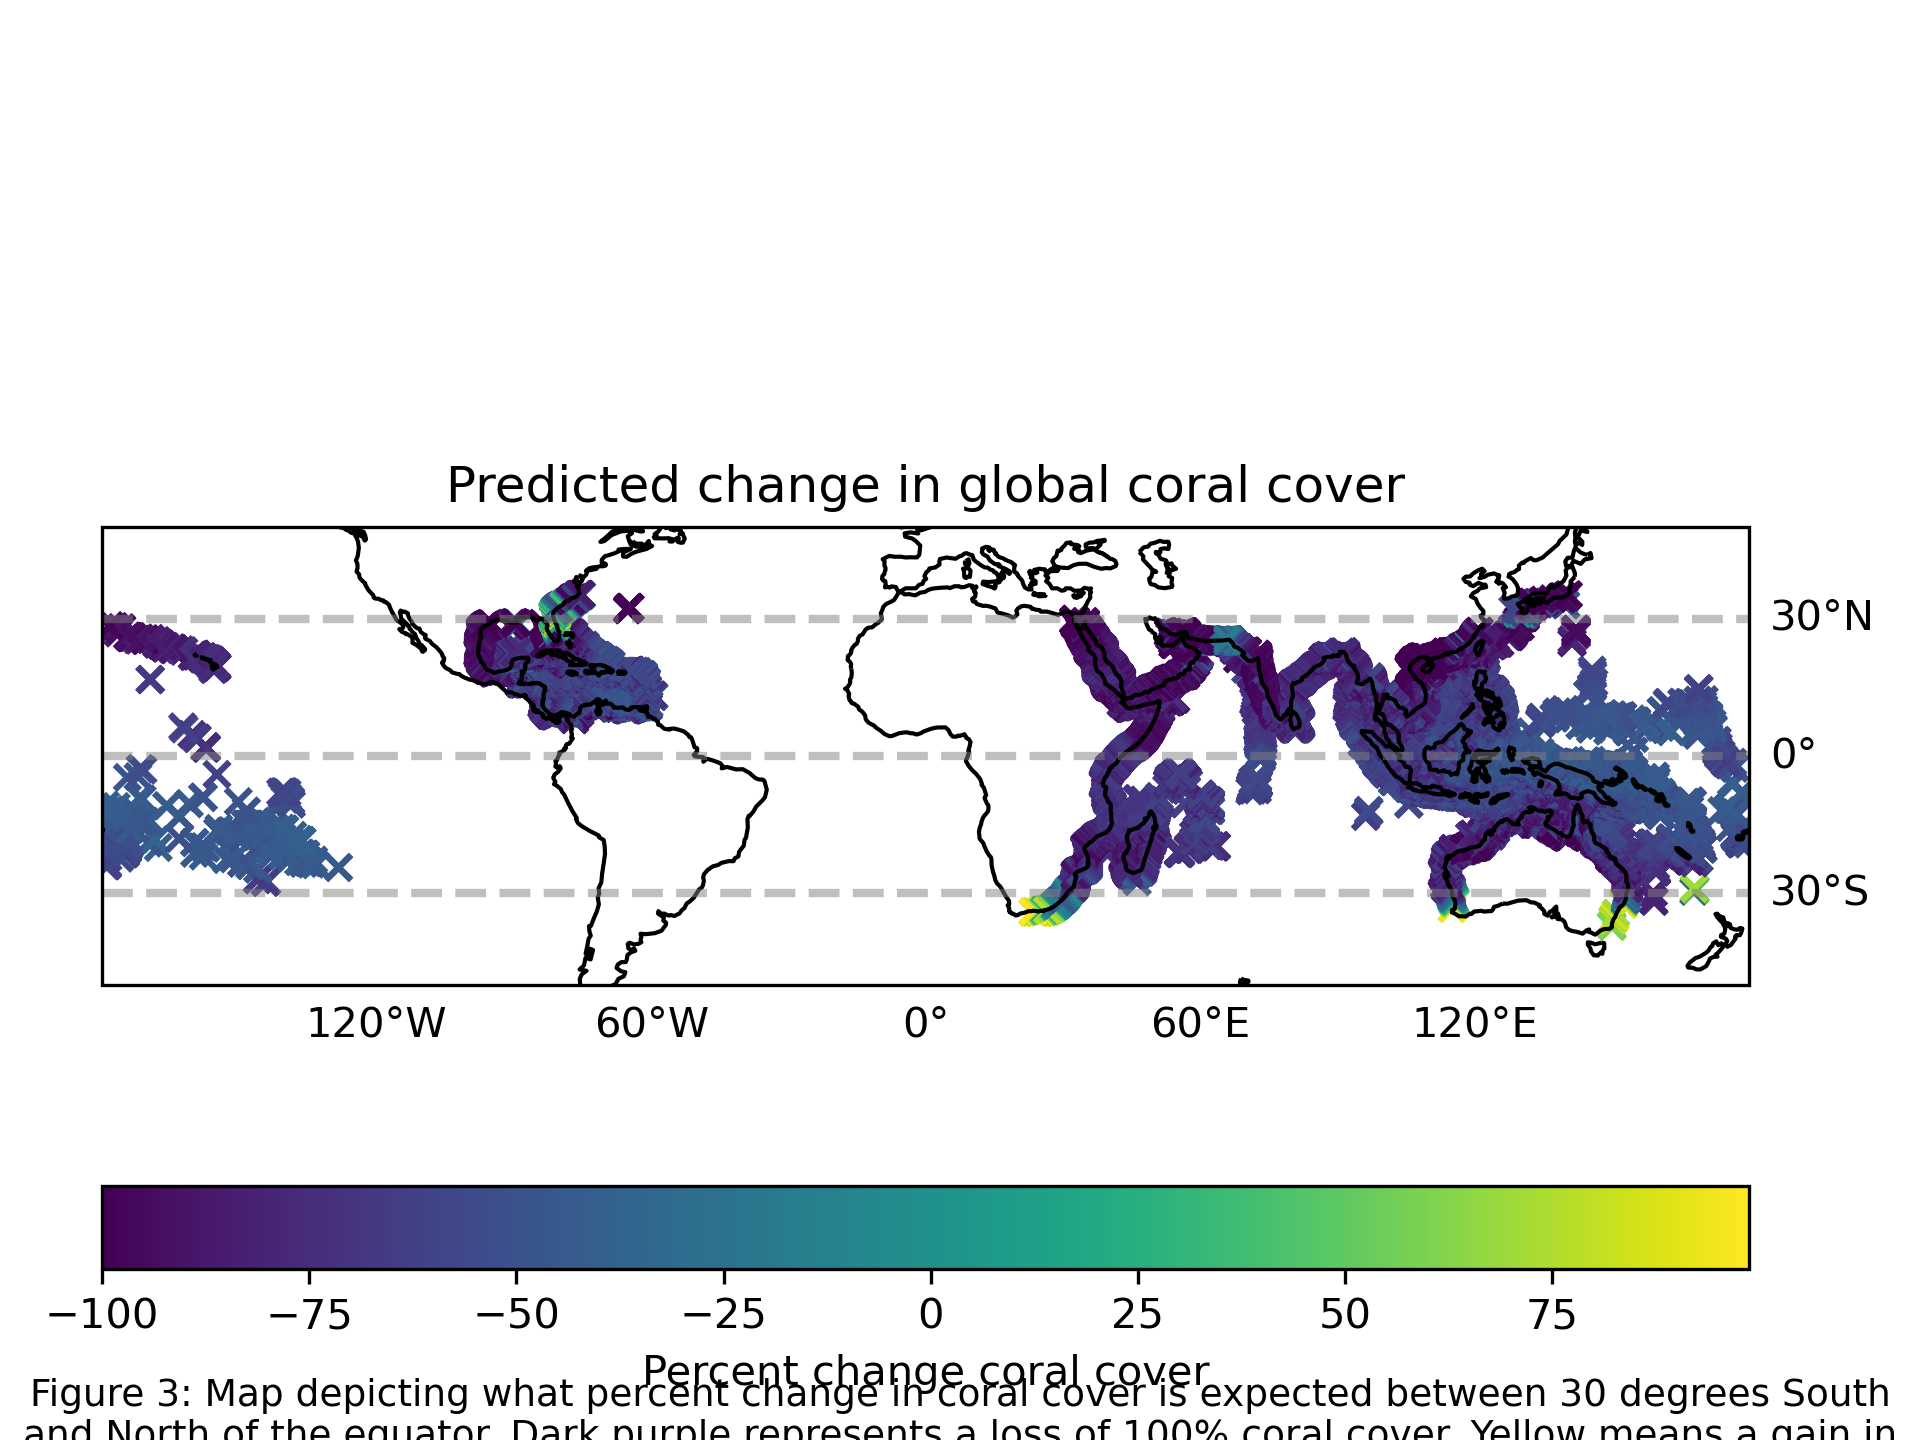 Predicted change in global coral cover
30°N
0°
30°S
120°W 60°W 0° 60°E 120°E
−100 −75 −50 −25 0 25 50 75
Percent change coral cover
Figure 3: Map depicting what percent change in coral cover is expected between 30 degrees South
and North of the equator. Dark purple represents a loss of 100% coral cover. Yellow means a gain in